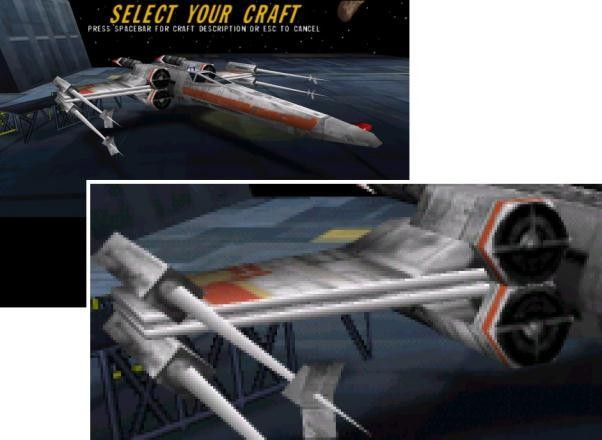 SELECT YOUR CRAFT
PRESS SPACEBAR FOR CRAFT DESCRIPTION OR ESC TO CANCEL